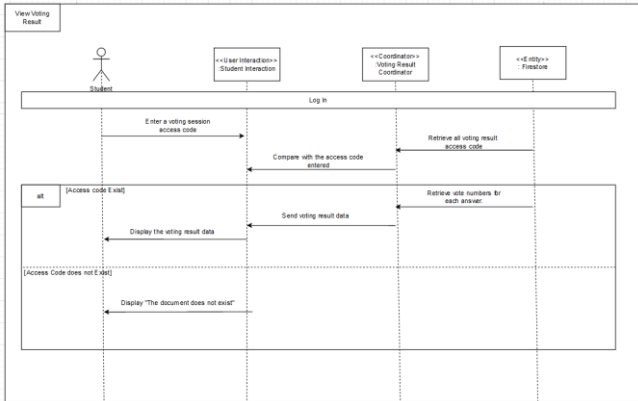 View Voting
Result
<<User Interaction>>
:Student Interaction
<<Coordinator>>
:Voting Result
Coordinator
<<Entity>>
: Firestore
Student
Log In
Enter a voting session
access code
Retrieve all voting result
access code
Compare with the access code
entered
alt
[Access code Exist]
Retrieve vote numbers for
each answer.
Send voting result data
Display the voting result data
[Access Code does not Exist]
Display "The document does not exist"